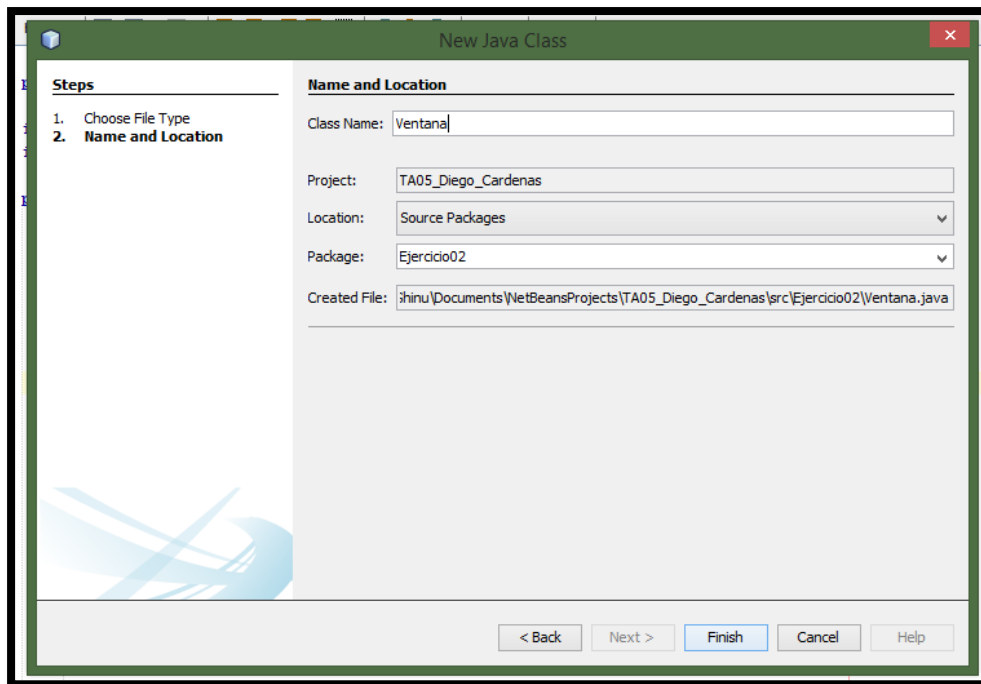 New Java Class
Steps
1. Choose File Type
2. Name and Location
Name and Location
Class Name: Ventana
Project: TA05_Diego_Cardenas
Location: Source Packages
Package: Ejercicio02
Created File: hinu\Documents\NetBeansProjects\TA05_Diego_Cardenas\src\Ejercicio02\Ventana.java
< Back Next > Finish Cancel Help